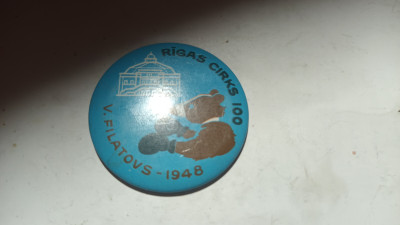 RĪGAS CIRKS 100
V. FILATOVS - 1948